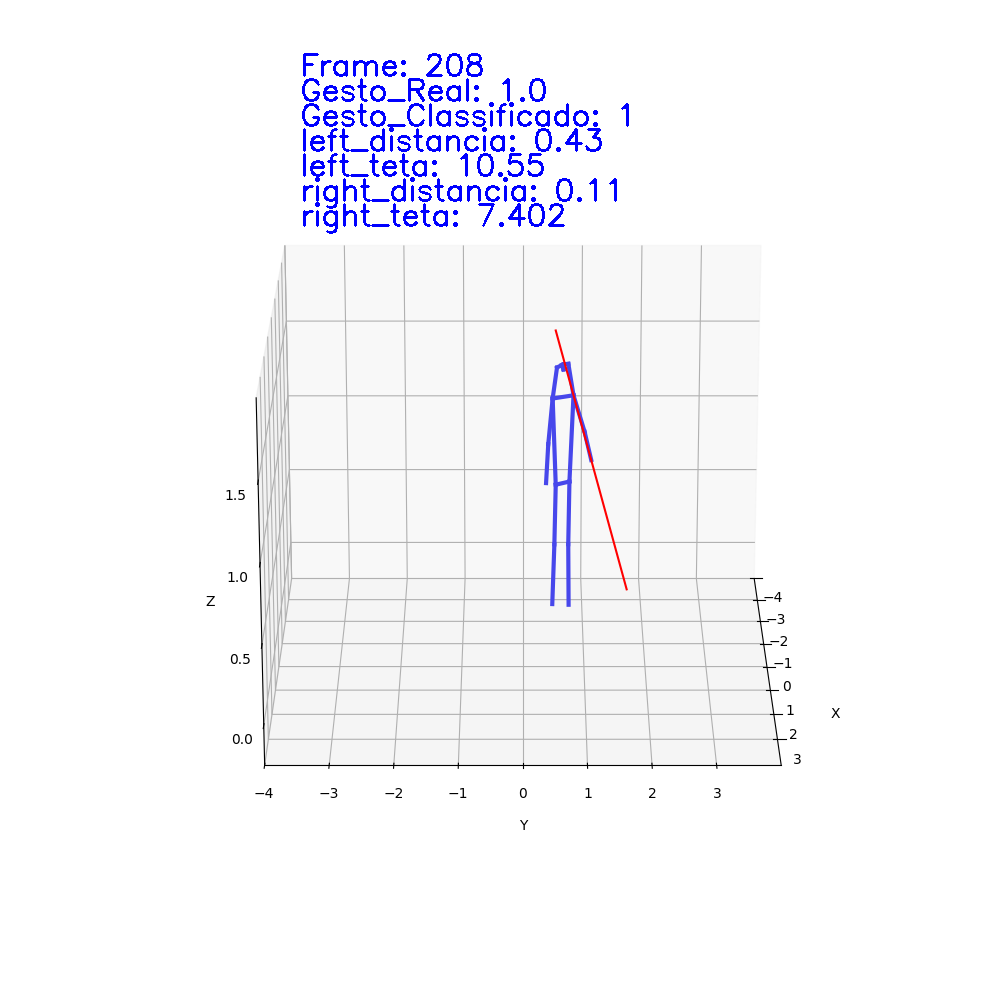 Frame: 208
Gesto_Real: 1.0
Gesto_Classificado: 1
left_distancia: 0.43
left_teta: 10.55
right_distancia: 0.11
right_teta: 7.402
1.5
1.0
0.5
0.0
Z
−4
−3
−2
−1
0
1
2
3
X
−4
−3
−2
−1
0
1
2
3
Y